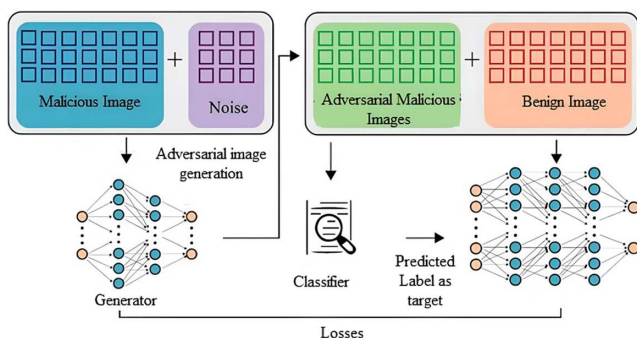 Malicious Image
+
Noise
Adversarial Malicious
Images
+
Benign Image
Adversarial image
generation
Generator
Classifier
Predicted
Label as
target
Losses